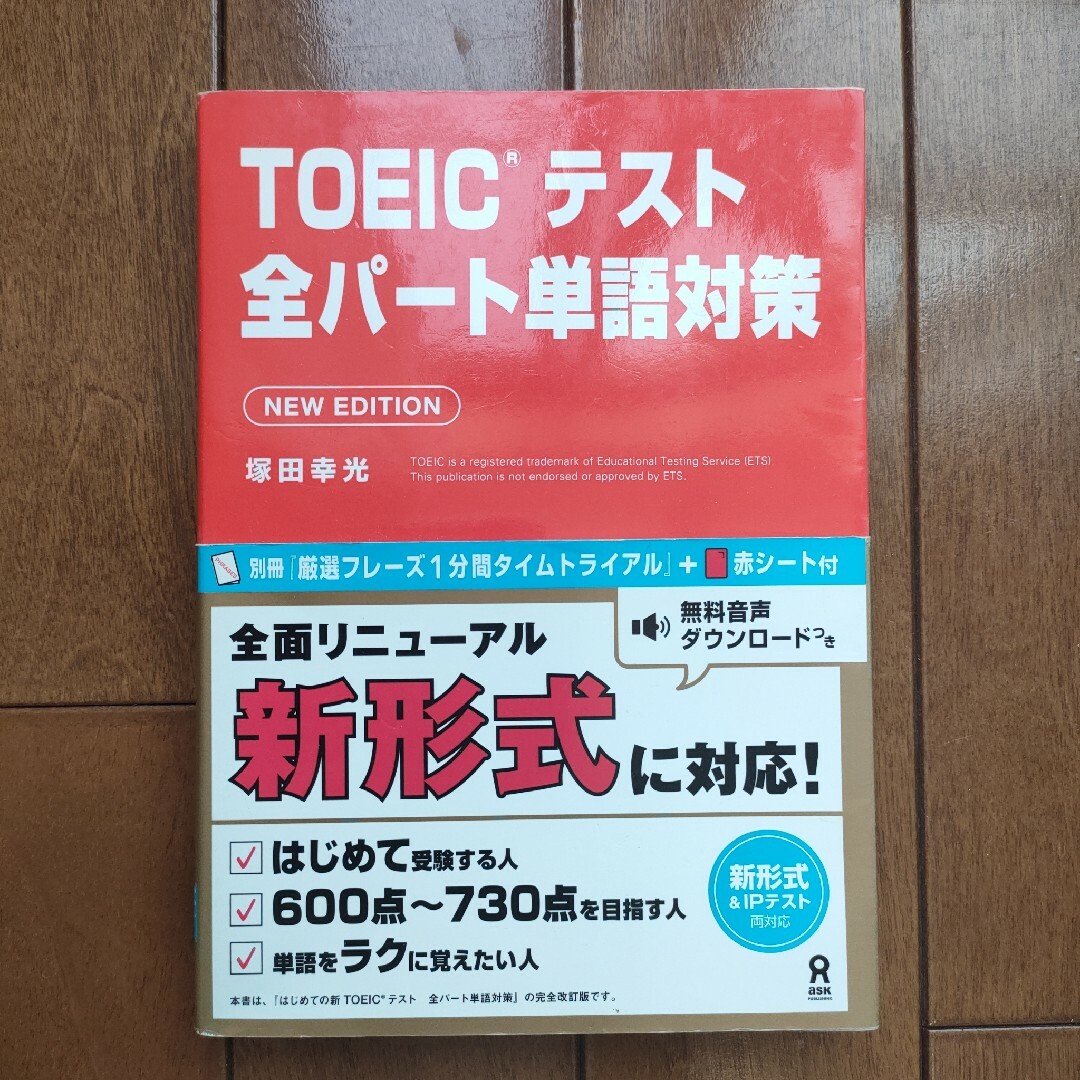 TOEIC® テスト
全パート単語対策
NEW EDITION
塚田幸光
TOEIC is a registered trademark of Educational Testing Service (ETS)
This publication is not endorsed or approved by ETS.
PHRASES
別冊『厳選フレーズ1分間タイムトライアル』+ 赤シート付
無料音声
ダウンロードつき
全面リニューアル
新形式に対応!
はじめて受験する人
600点〜730点を目指す人
単語をラクに覚えたい人
新形式
&IPテスト
両対応
ask
PUBLISHING
本書は、『はじめての新 TOEIC® テスト 全パート単語対策』の完全改訂版です。